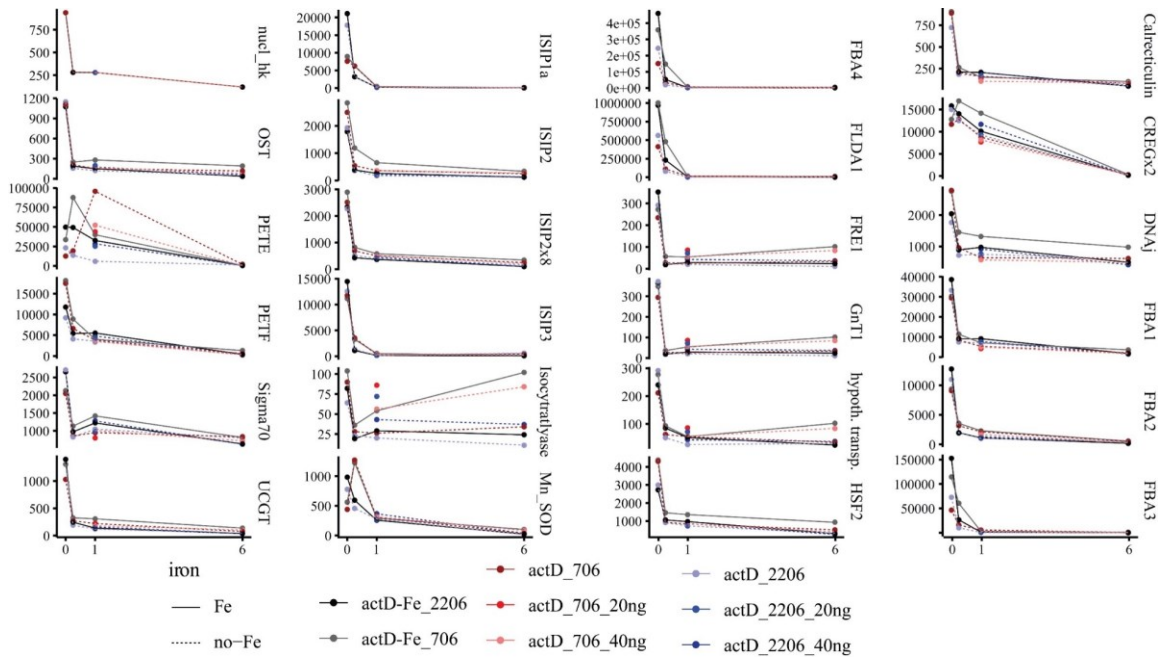 750
500
250
nucl_hk
1200
900
600
300
0
OST
100000
75000
50000
25000
0
PETE
15000
10000
5000
0
PETF
2500
2000
1500
1000
Sigma70
1000
500
0
UCGT
0 1 6
20000
15000
10000
5000
0
ISIP1a
2000
1000
0
ISIP2
3000
2000
1000
0
ISIP2x8
15000
10000
5000
0
ISIP3
100
75
50
25
Isocytratlyase
1000
500
0
Mn_SOD
0 1 6
4e+05
3e+05
2e+05
1e+05
0e+00
FBA4
1000000
750000
500000
250000
0
FLDA1
300
200
100
0
FRE1
300
200
100
0
GnT1
300
200
100
hypoth. transp.
4000
3000
2000
1000
HSF2
0 1 6
750
500
250
Calrecticulin
15000
10000
5000
0
CREGx2
2000
1000
DNAj
40000
30000
20000
10000
0
FBA1
10000
5000
0
FBA2
150000
115000
50000
0
FBA3
0 1 6
iron
Fe
no-Fe
actD-Fe_2206
actD-Fe_706
actD_706
actD_706_20ng
actD_706_40ng
actD_2206
actD_2206_20ng
actD_2206_40ng